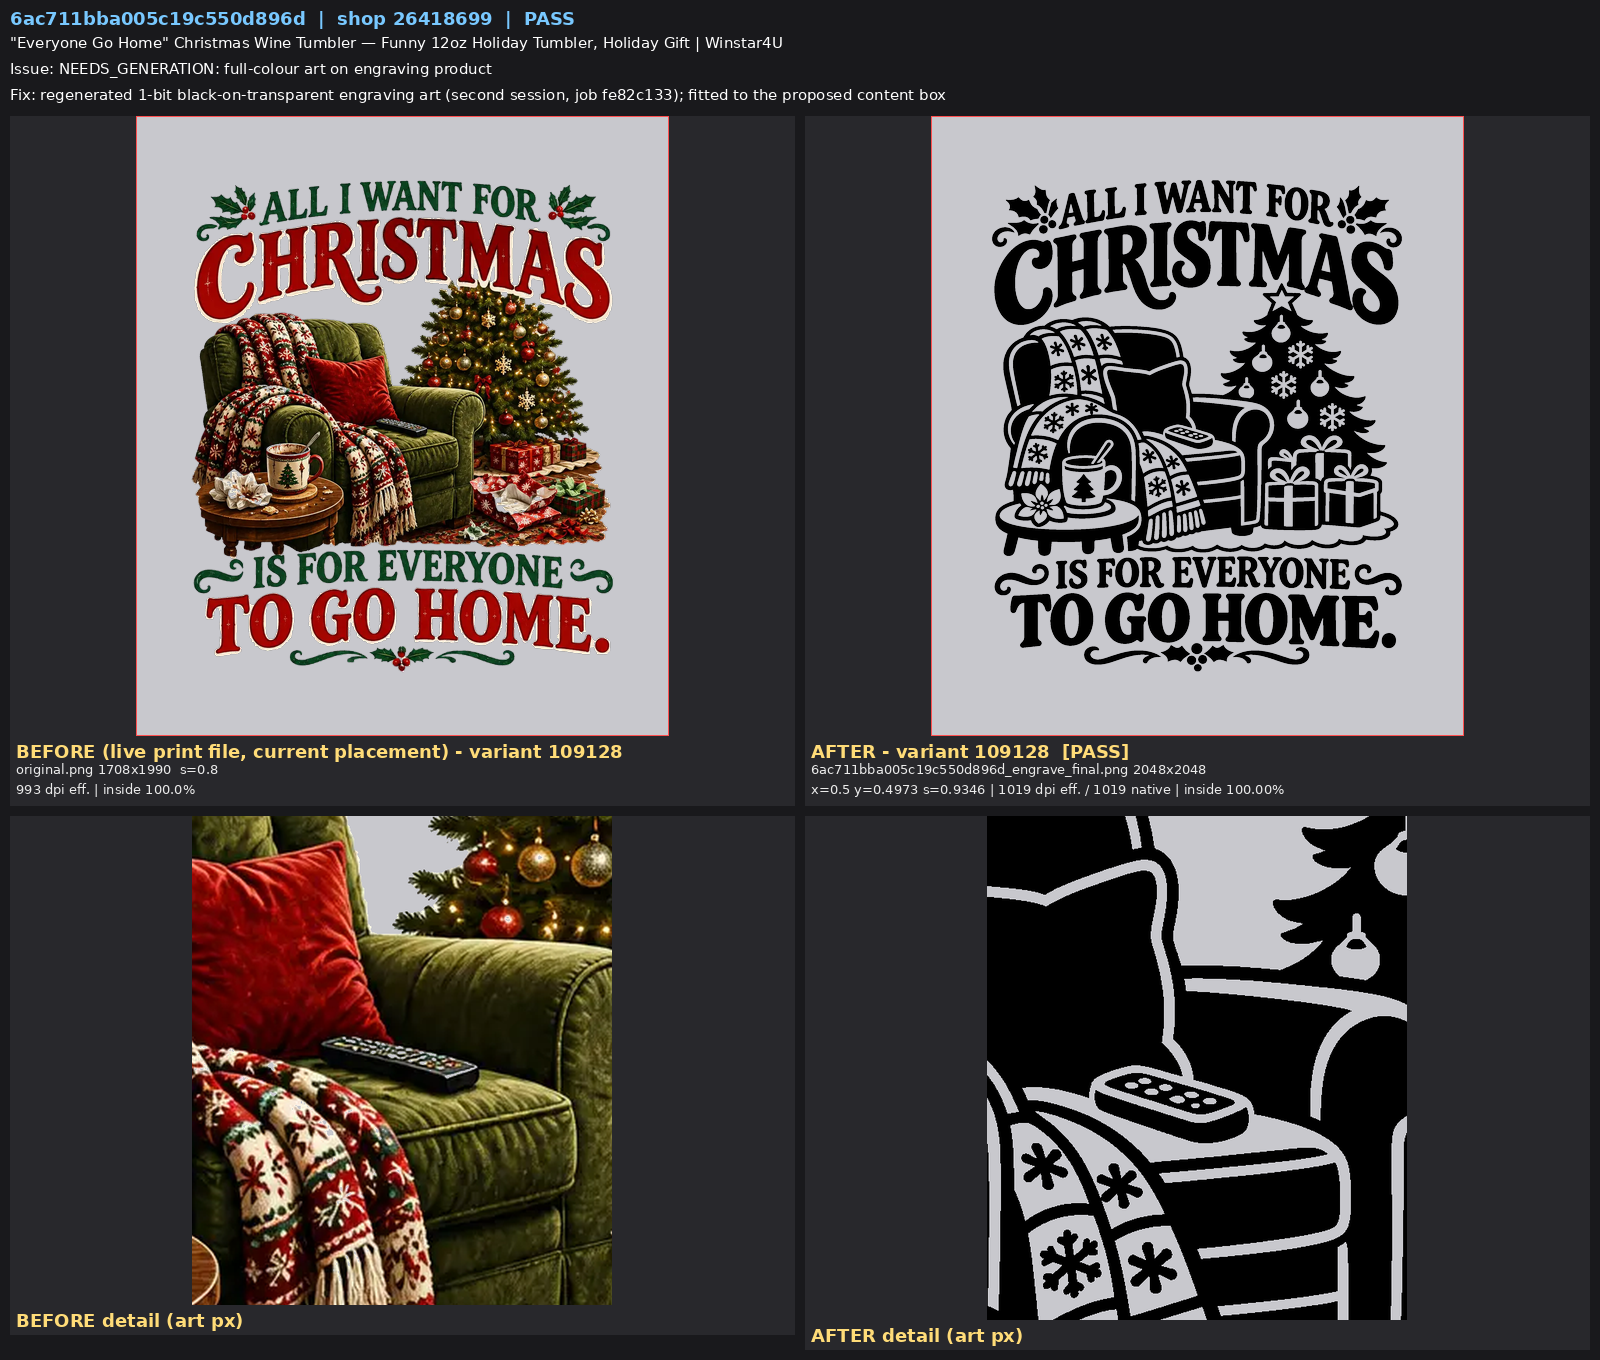 6ac711bba005c19c550d896d | shop 26418699 | PASS
"Everyone Go Home" Christmas Wine Tumbler — Funny 12oz Holiday Tumbler, Holiday Gift | Winstar4U
Issue: NEEDS_GENERATION: full-colour art on engraving product
Fix: regenerated 1-bit black-on-transparent engraving art (second session, job fe82c133); fitted to the proposed content box
ALL I WANT FOR
CHRISTMAS
IS FOR EVERYONE
TO GO HOME.
BEFORE (live print file, current placement) - variant 109128
original.png 1708x1990 s=0.8
993 dpi eff. | inside 100.0%
ALL I WANT FOR
CHRISTMAS
IS FOR EVERYONE
TO GO HOME.
AFTER - variant 109128 [PASS]
6ac711bba005c19c550d896d_engrave_final.png 2048x2048
x=0.5 y=0.4973 s=0.9346 | 1019 dpi eff. / 1019 native | inside 100.00%
BEFORE detail (art px)
AFTER detail (art px)